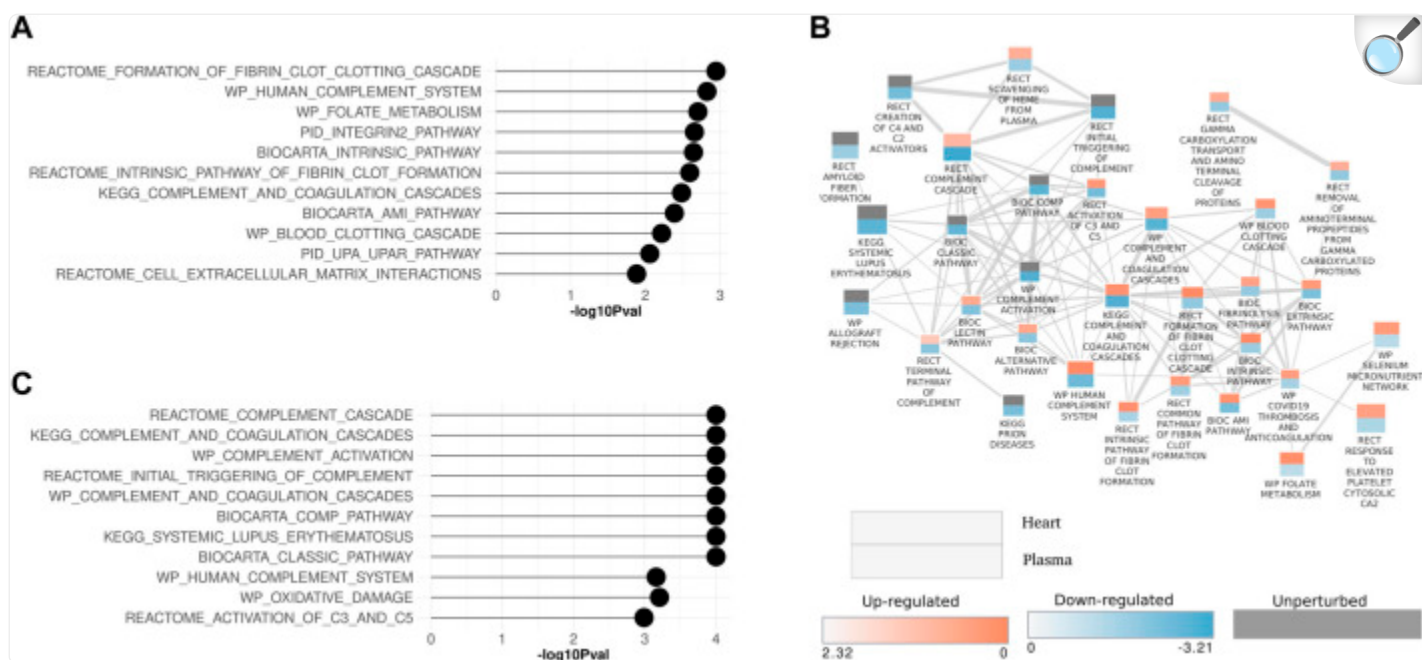 A
REACTOME_FORMATION_OF_FIBRIN_CLOT_CLOTTING_CASCADE
WP_HUMAN_COMPLEMENT_SYSTEM
WP_FOLATE_METABOLISM
PID_INTEGRIN2_PATHWAY
BIOCARTA_INTRINSIC_PATHWAY
REACTOME_INTRINSIC_PATHWAY_OF_FIBRIN_CLOT_FORMATION
KEGG_COMPLEMENT_AND_COAGULATION_CASCADES
BIOCARTA_AMI_PATHWAY
WP_BLOOD_CLOTTING_CASCADE
PID_UPA_UPAR_PATHWAY
REACTOME_CELL_EXTRACELLULAR_MATRIX_INTERACTIONS
0 1 2 3
-log10Pval
C
REACTOME_COMPLEMENT_CASCADE
KEGG_COMPLEMENT_AND_COAGULATION_CASCADES
WP_COMPLEMENT_ACTIVATION
REACTOME_INITIAL_TRIGGERING_OF_COMPLEMENT
WP_COMPLEMENT_AND_COAGULATION_CASCADES
BIOCARTA_COMP_PATHWAY
KEGG_SYSTEMIC_LUPUS_ERYTHEMATOSUS
BIOCARTA_CLASSIC_PATHWAY
WP_HUMAN_COMPLEMENT_SYSTEM
WP_OXIDATIVE_DAMAGE
REACTOME_ACTIVATION_OF_C3_AND_C5
0 1 2 3 4
-log10Pval
B
RECT
SCAVENGING
OF HEME
FROM
PLASMA
RECT
CREATION
OF C4 AND
C2
ACTIVATORS
RECT
INITIAL
TRIGGERING
OF
COMPLEMENT
RECT
GAMMA
CARBOXYLATION
TRANSPORT
AND AMINO
TERMINAL
CLEAVAGE
OF
PROTEINS
RECT
AMYLOID
FIBER
FORMATION
RECT
COMPLEMENT
CASCADE
RECT
REMOVAL
OF
AMINOTERMINAL
PROPEPTIDES
FROM
GAMMA
CARBOXYLATED
PROTEINS
BIOC COMP
PATHWAY
RECT
ACTIVATION
OF C3 AND
C5
KEGG
SYSTEMIC
LUPUS
ERYTHEMATOSUS
BIOC
CLASSIC
PATHWAY
WP
COMPLEMENT
AND
COAGULATION
CASCADES
WP BLOOD
CLOTTING
CASCADE
WP
COMPLEMENT
ACTIVATION
WP
ALLOGRAFT
REJECTION
BIOC
LECTIN
PATHWAY
KEGG
COMPLEMENT
AND
COAGULATION
CASCADES
RECT
FORMATION
OF FIBRIN
CLOT
CLOTTING
CASCADE
BIOC
FIBRINOLYSIS
PATHWAY
BIOC
EXTRINSIC
PATHWAY
RECT
TERMINAL
PATHWAY
OF
COMPLEMENT
BIOC
ALTERNATIVE
PATHWAY
BIOC
INTRINSIC
PATHWAY
WP
SELENIUM
MICRONUTRIENT
NETWORK
WP HUMAN
COMPLEMENT
SYSTEM
KEGG
PRION
DISEASES
RECT
INTRINSIC
PATHWAY
OF FIBRIN
CLOT
FORMATION
RECT
COMMON
PATHWAY
OF FIBRIN
CLOT
FORMATION
BIOC AMI
PATHWAY
WP
COVID19
THROMBOSIS
AND
ANTICOAGULATION
WP FOLATE
METABOLISM
RECT
RESPONSE
TO
ELEVATED
PLATELET
CYTOSOLIC
CA2
Heart
Plasma
Up-regulated
2.32 0
Down-regulated
0 -3.21
Unperturbed